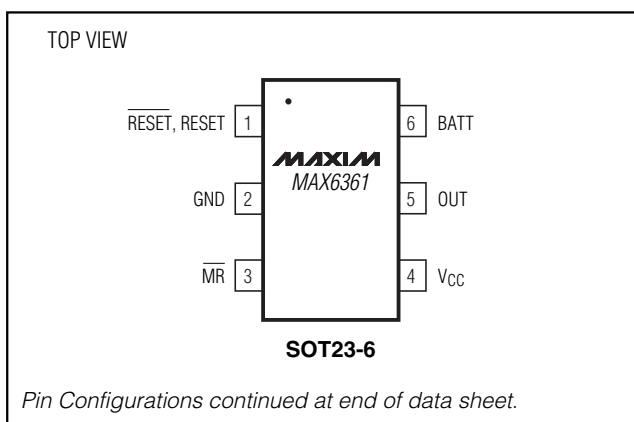 TOP VIEW
RESET, RESET 1
6 BATT
MAXIM
MAX6361
GND 2
5 OUT
MR 3
4 VCC
SOT23-6
Pin Configurations continued at end of data sheet.